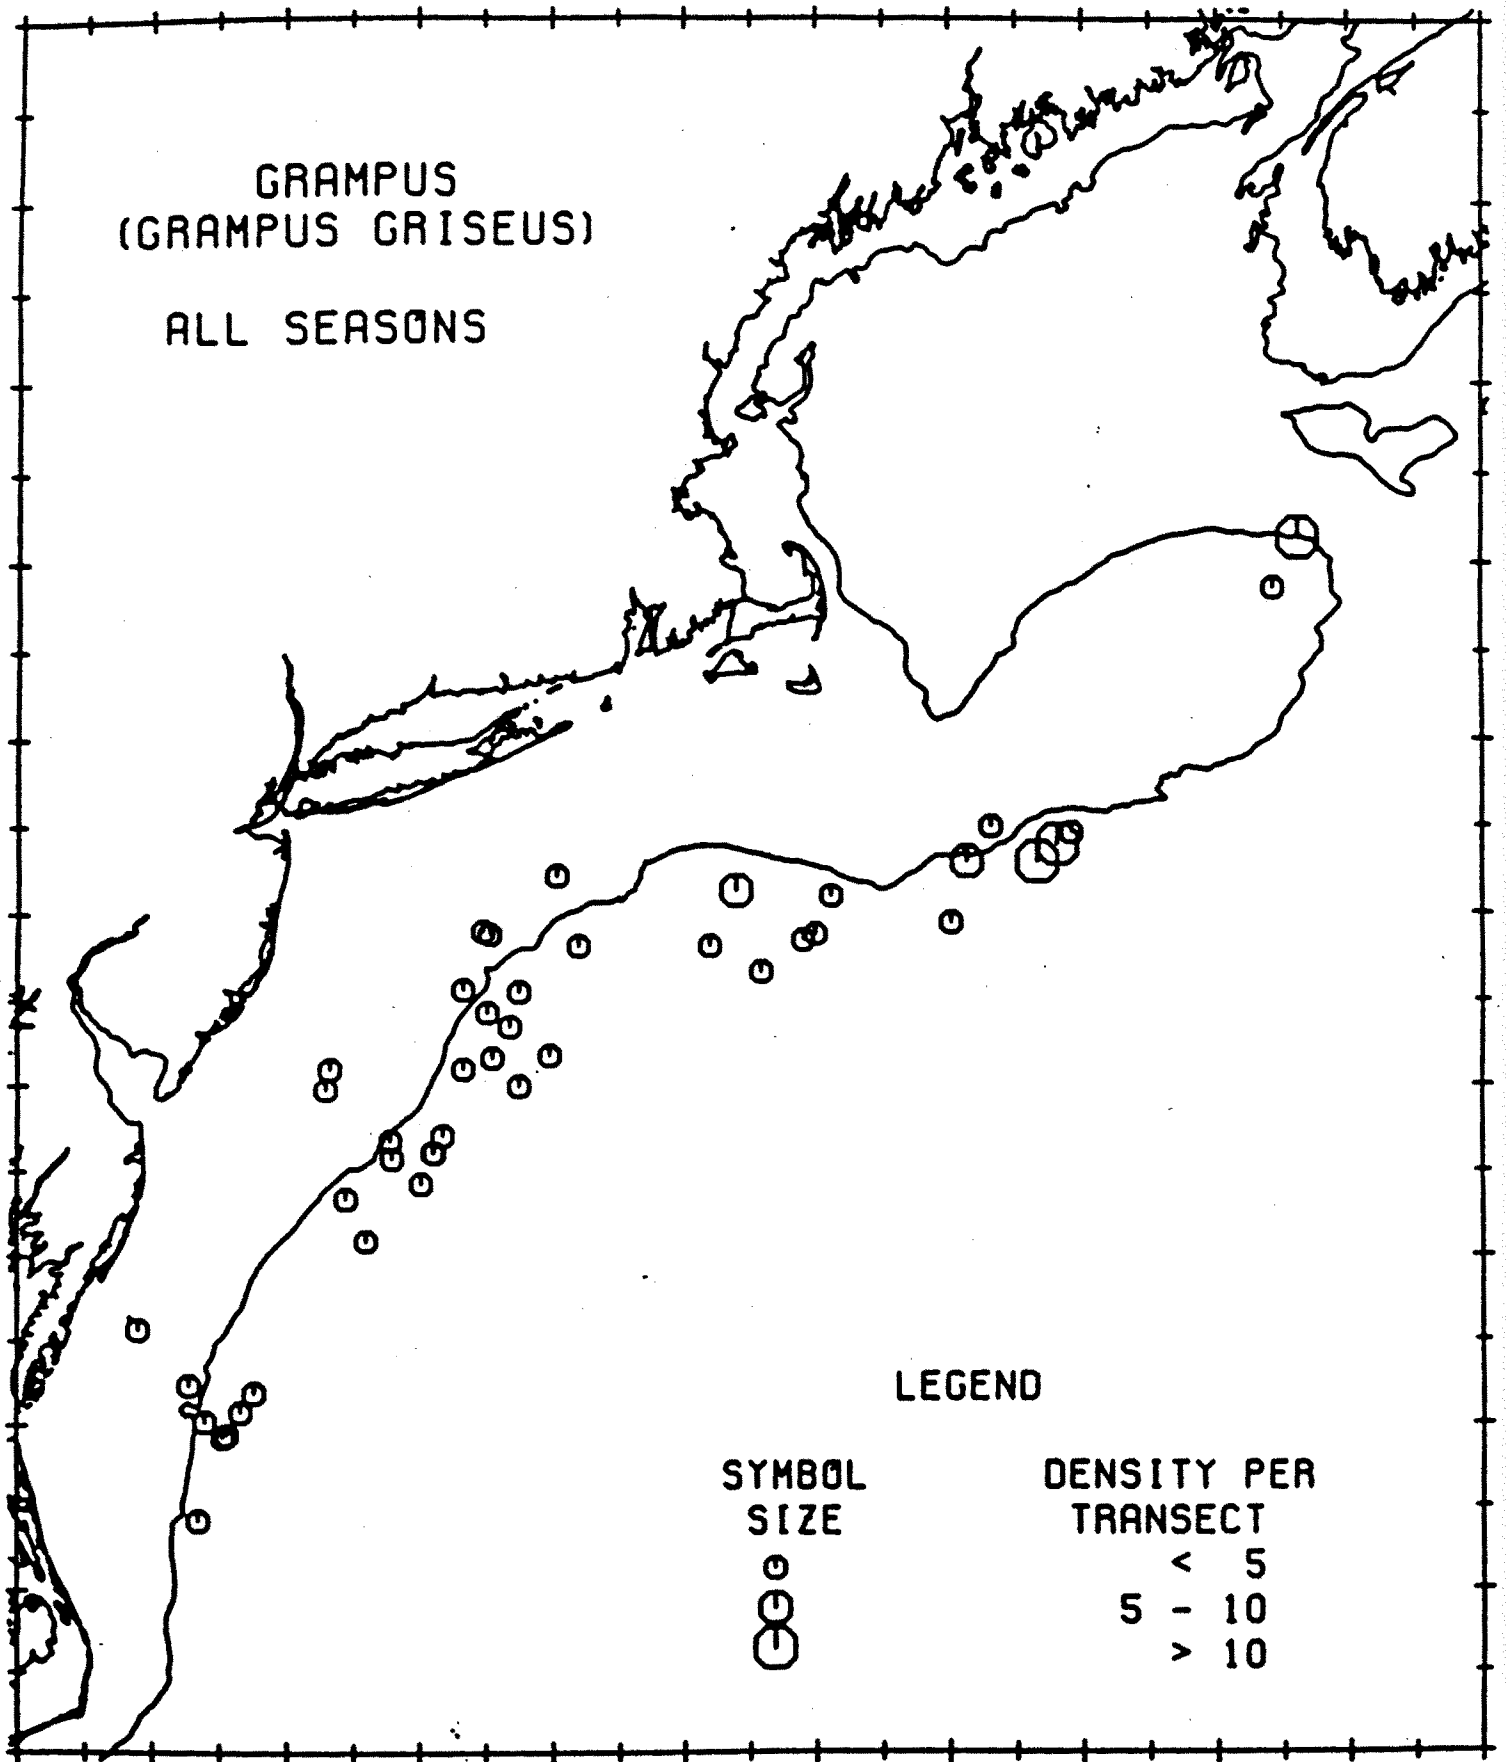 GRAMPUS
(GRAMPUS GRISEUS)
ALL SEASONS
LEGEND
SYMBOL SIZE
DENSITY PER TRANSECT
< 5
5 - 10
> 10